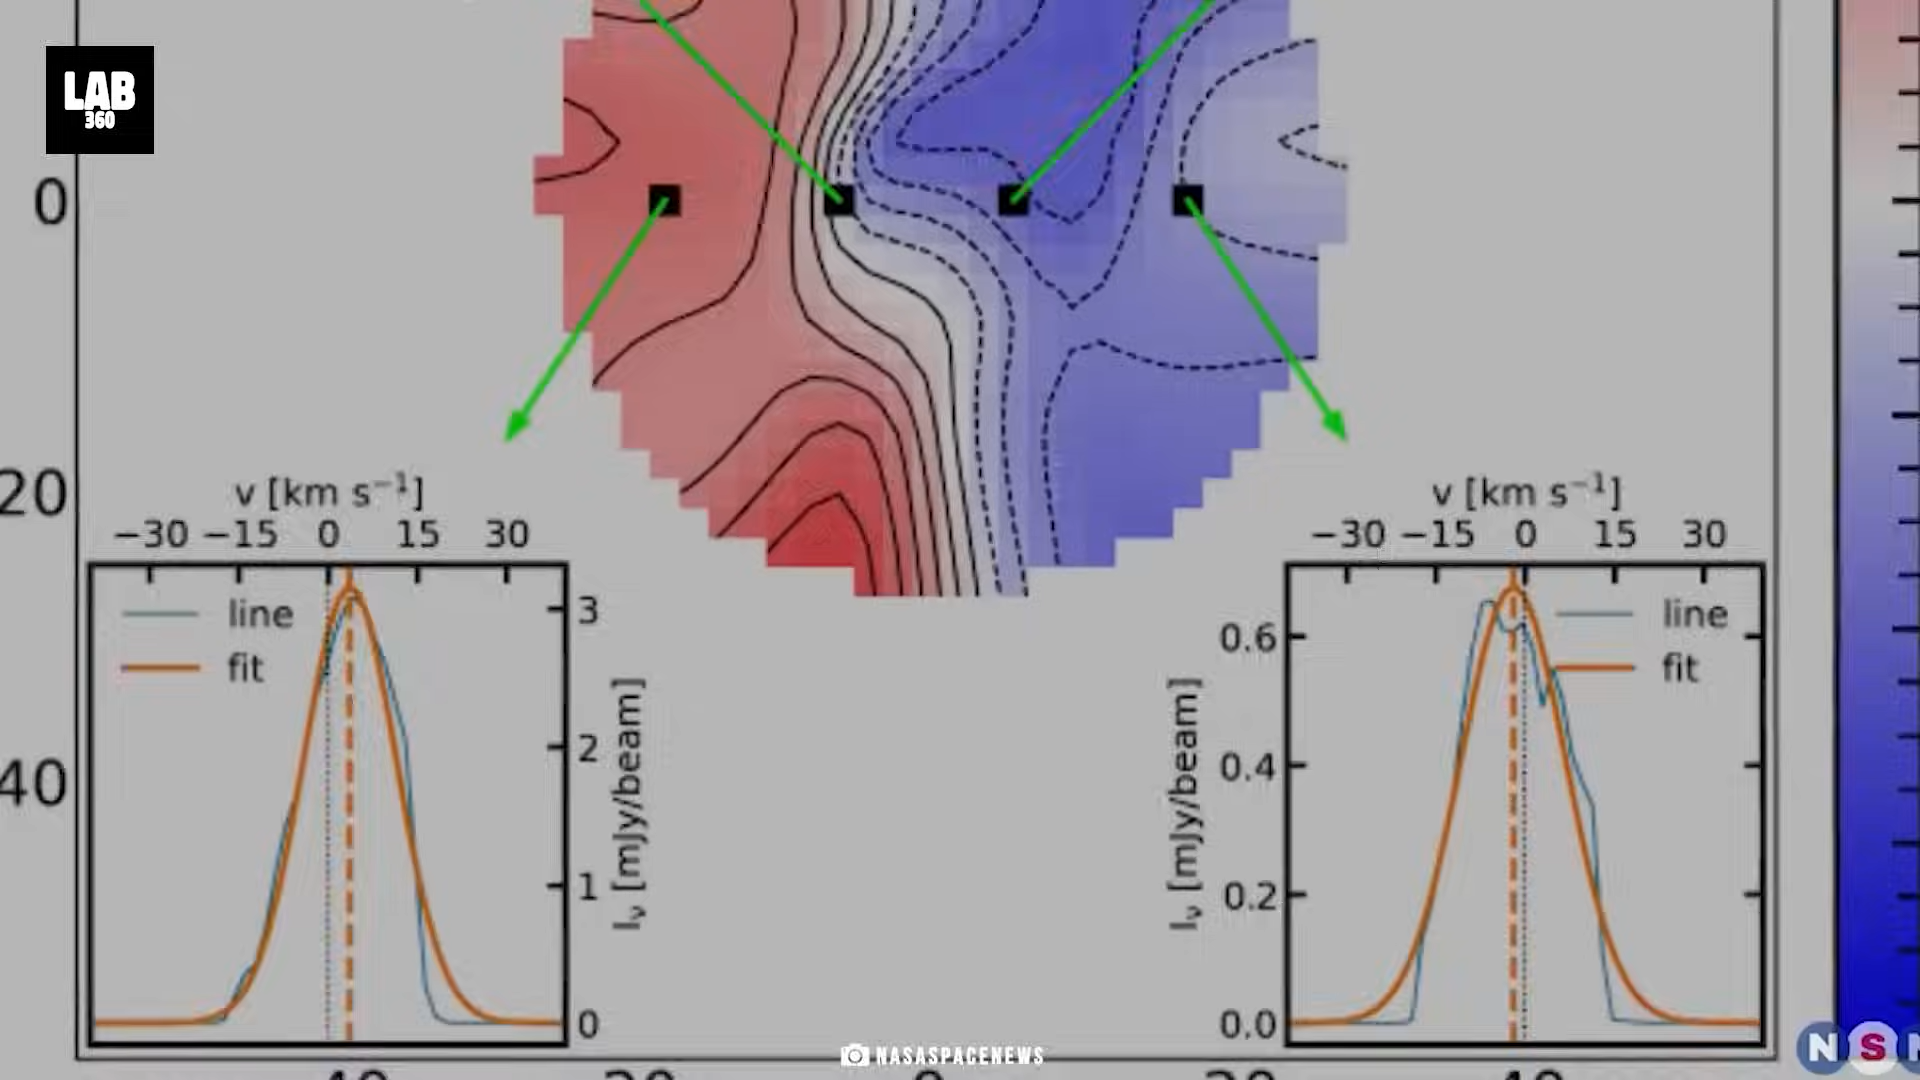 LAB
360
0
20
40
v [km s⁻¹]
−30 −15 0 15 30
line
fit
3
2
1
0
Iν [mJy/beam]
v [km s⁻¹]
−30 −15 0 15 30
line
fit
0.6
0.4
0.2
0.0
Iν [mJy/beam]
NASASPACENEWS
N S N